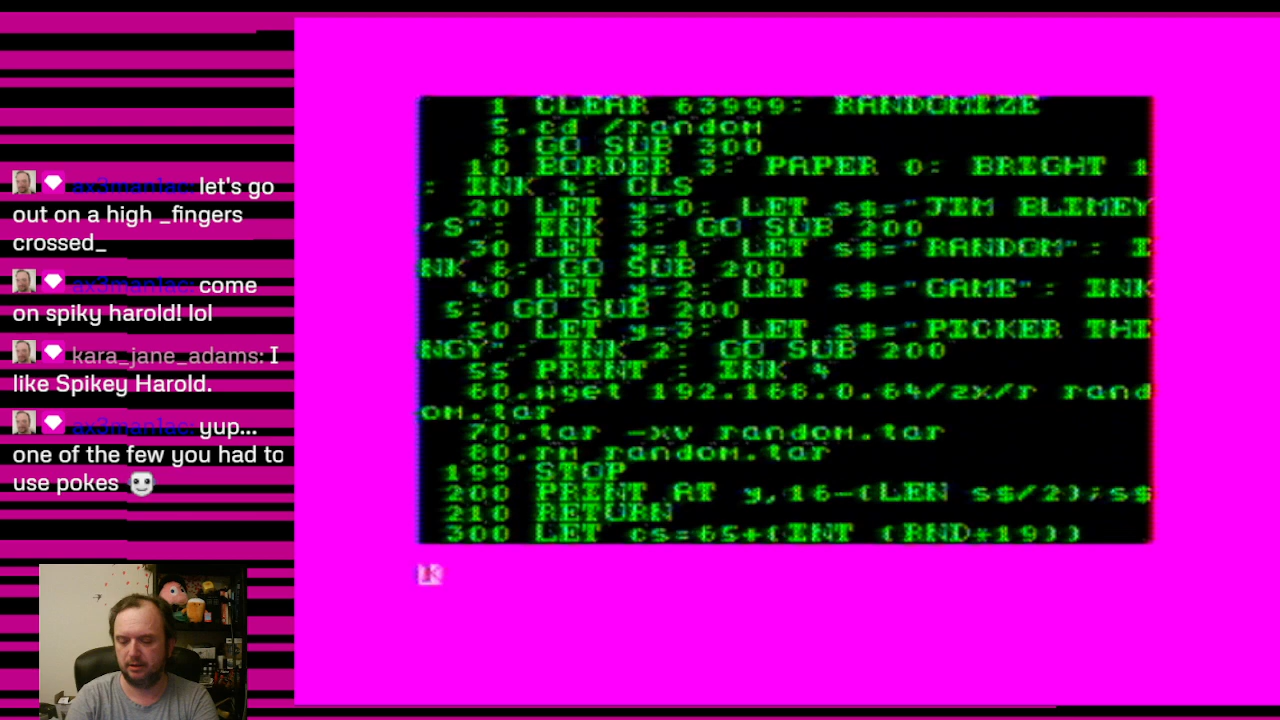 ax3man1ac: let's go
out on a high _fingers
crossed_
ax3man1ac: come
on spiky harold! lol
kara_jane_adams: I
like Spikey Harold.
ax3man1ac: yup...
one of the few you had to
use pokes
1 CLEAR 63999: RANDOMIZE
5.cd /random
6 GO SUB 300
10 BORDER 3: PAPER 0: BRIGHT 1
: INK 4: CLS
20 LET y=0: LET s$="JIM BLIMEY
'S": INK 3: GO SUB 200
30 LET y=1: LET s$="RANDOM": I
NK 6: GO SUB 200
40 LET y=2: LET s$="GAME": INK
5: GO SUB 200
50 LET y=3: LET s$="PICKER THI
NGY": INK 2: GO SUB 200
55 PRINT : INK 4
60.wget 192.168.0.64/zx/r rand
om.tar
70.tar -xv random.tar
80.rm random.tar
199 STOP
200 PRINT AT y,16-(LEN s$/2);s$
210 RETURN
300 LET cs=65+(INT (RND*19))
K